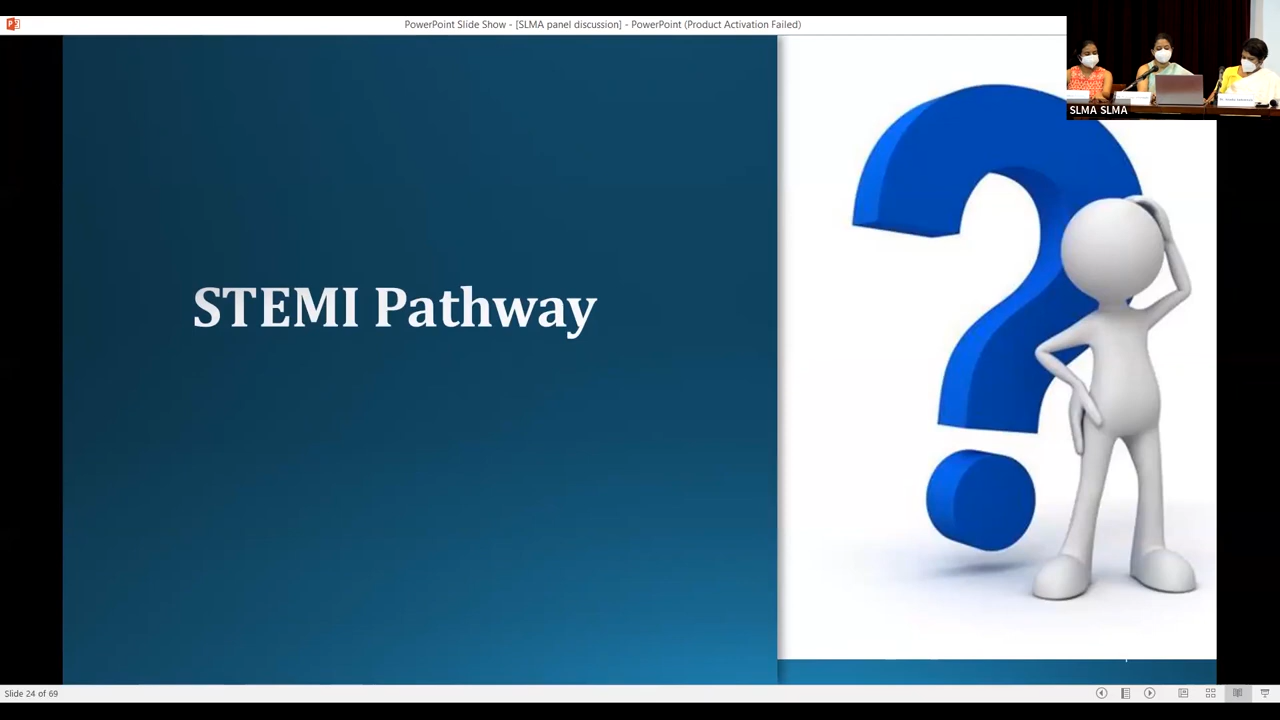 PowerPoint Slide Show - [SLMA panel discussion] - PowerPoint (Product Activation Failed)
SLMA SLMA
STEMI Pathway
Slide 24 of 69